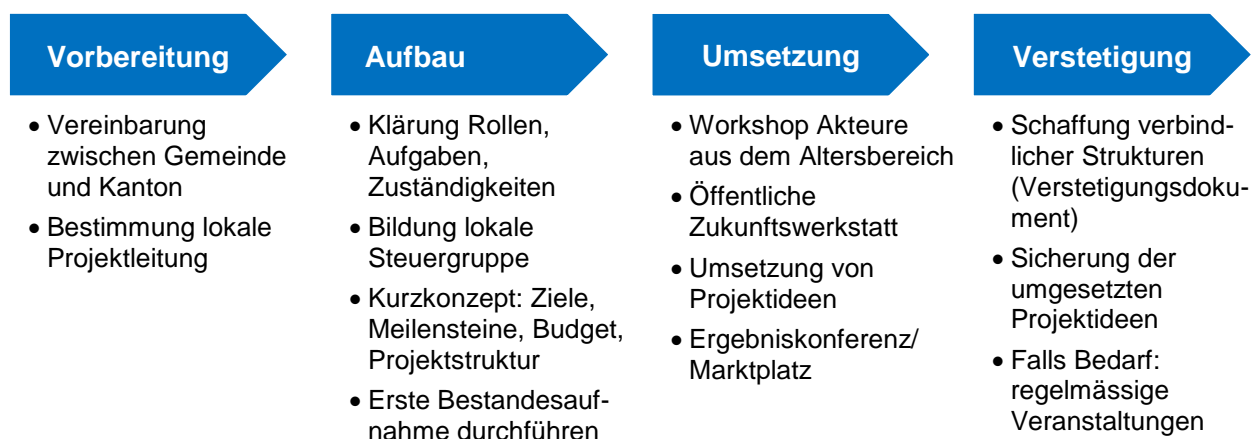 Vorbereitung
• Vereinbarung
zwischen Gemeinde
und Kanton
• Bestimmung lokale
Projektleitung
Aufbau
• Klärung Rollen,
Aufgaben,
Zuständigkeiten
• Bildung lokale
Steuergruppe
• Kurzkonzept: Ziele,
Meilensteine, Budget,
Projektstruktur
• Erste Bestandesauf-
nahme durchführen
Umsetzung
• Workshop Akteure
aus dem Altersbereich
• Öffentliche
Zukunftswerkstatt
• Umsetzung von
Projektideen
• Ergebniskonferenz/
Marktplatz
Verstetigung
• Schaffung verbind-
licher Strukturen
(Verstetigungsdoku-
ment)
• Sicherung der
umgesetzten
Projektideen
• Falls Bedarf:
regelmässige
Veranstaltungen